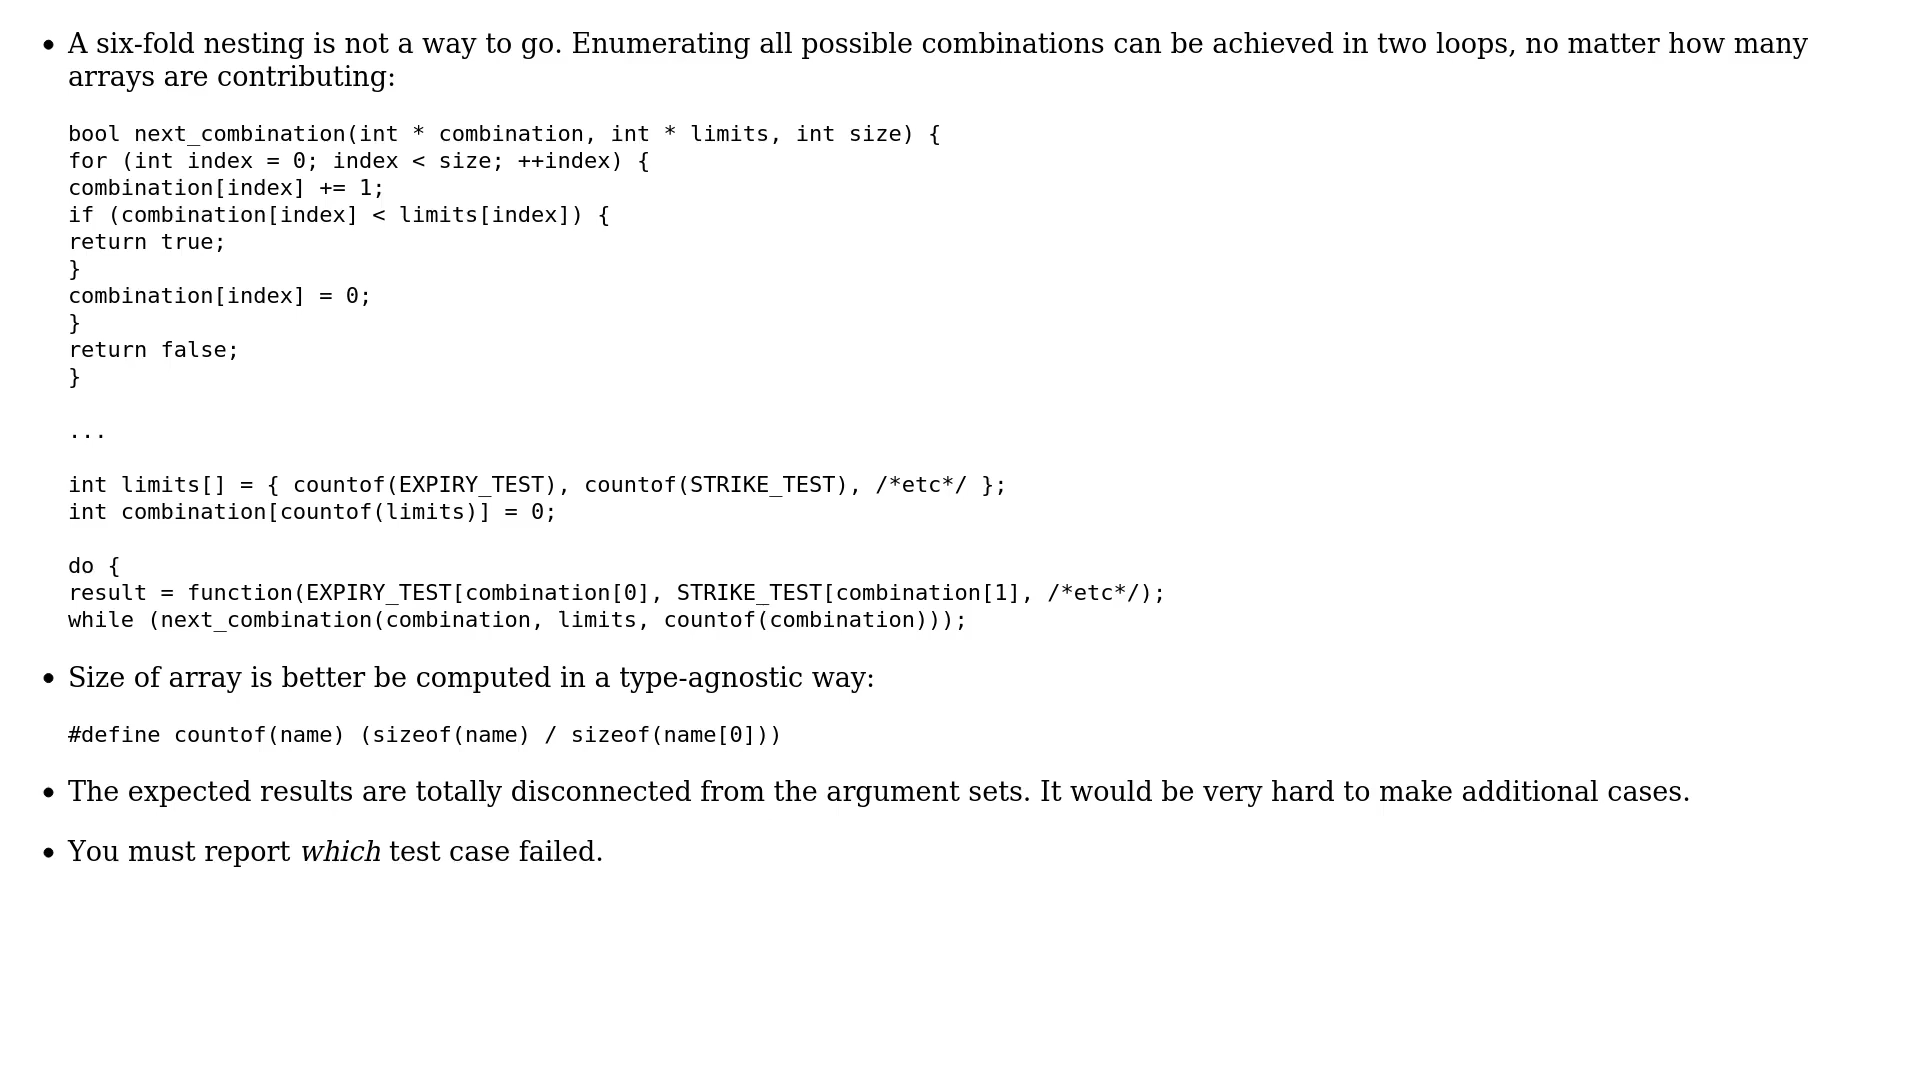 • A six-fold nesting is not a way to go. Enumerating all possible combinations can be achieved in two loops, no matter how many
arrays are contributing:
bool next_combination(int * combination, int * limits, int size) {
for (int index = 0; index < size; ++index) {
combination[index] += 1;
if (combination[index] < limits[index]) {
return true;
}
combination[index] = 0;
}
return false;
}
...
int limits[] = { countof(EXPIRY_TEST), countof(STRIKE_TEST), /*etc*/ };
int combination[countof(limits)] = 0;
do {
result = function(EXPIRY_TEST[combination[0], STRIKE_TEST[combination[1], /*etc*/);
while (next_combination(combination, limits, countof(combination)));
• Size of array is better be computed in a type-agnostic way:
#define countof(name) (sizeof(name) / sizeof(name[0]))
• The expected results are totally disconnected from the argument sets. It would be very hard to make additional cases.
• You must report which test case failed.